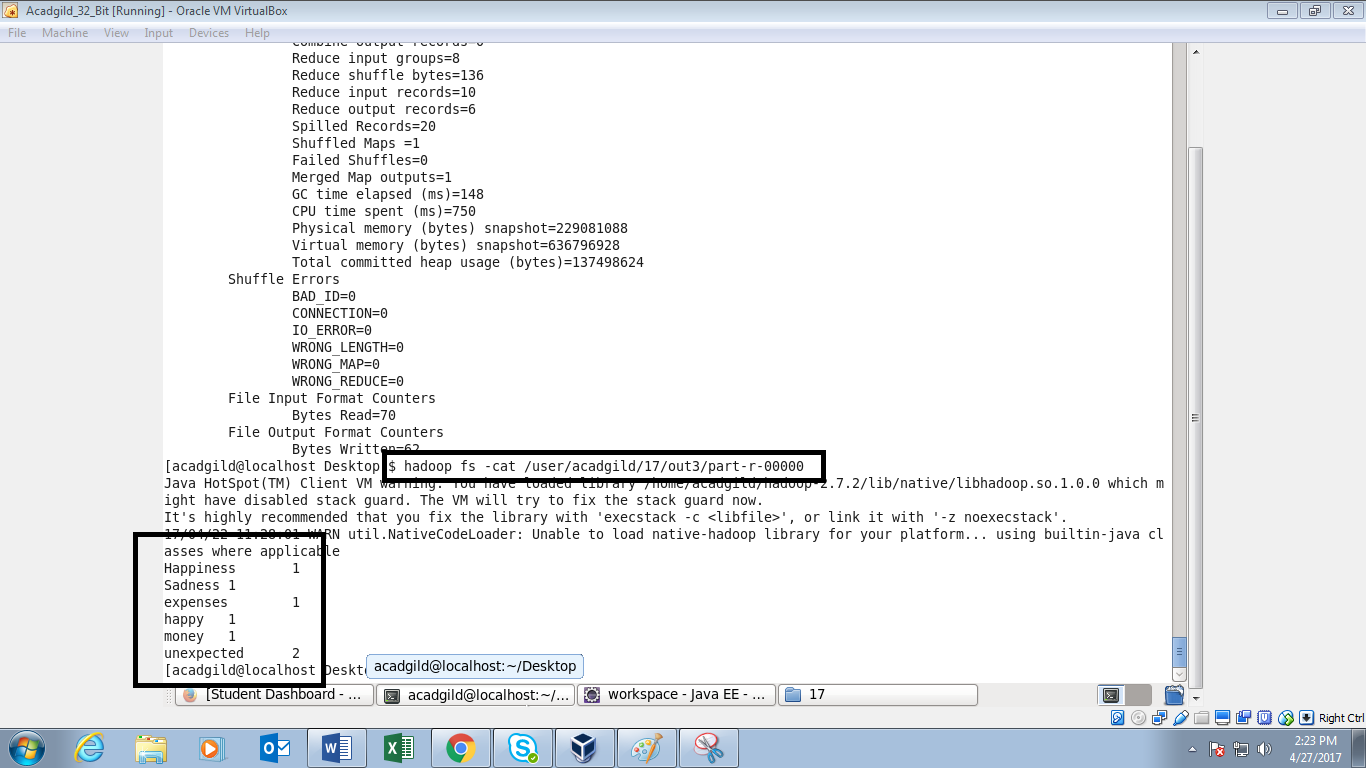 Acadgild_32_Bit [Running] - Oracle VM VirtualBox
File Machine View Input Devices Help
Combine output records=0
Reduce input groups=8
Reduce shuffle bytes=136
Reduce input records=10
Reduce output records=6
Spilled Records=20
Shuffled Maps =1
Failed Shuffles=0
Merged Map outputs=1
GC time elapsed (ms)=148
CPU time spent (ms)=750
Physical memory (bytes) snapshot=229081088
Virtual memory (bytes) snapshot=636796928
Total committed heap usage (bytes)=137498624
Shuffle Errors
BAD_ID=0
CONNECTION=0
IO_ERROR=0
WRONG_LENGTH=0
WRONG_MAP=0
WRONG_REDUCE=0
File Input Format Counters
Bytes Read=70
File Output Format Counters
Bytes Written=62
[acadgild@localhost Desktop $ hadoop fs -cat /user/acadgild/17/out3/part-r-00000
Java HotSpot(TM) Client VM warning: You have loaded library /home/acadgild/hadoop-2.7.2/lib/native/libhadoop.so.1.0.0 which m
ight have disabled stack guard. The VM will try to fix the stack guard now.
It's highly recommended that you fix the library with 'execstack -c <libfile>', or link it with '-z noexecstack'.
17/04/22 11:28:01 WARN util.NativeCodeLoader: Unable to load native-hadoop library for your platform... using builtin-java cl
asses where applicable
Happiness 1
Sadness 1
expenses 1
happy 1
money 1
unexpected 2
[acadgild@localhost Deskt
acadgild@localhost:~/Desktop
[Student Dashboard - ... acadgild@localhost:~/... workspace - Java EE - ... 17
Right Ctrl
2:23 PM
4/27/2017